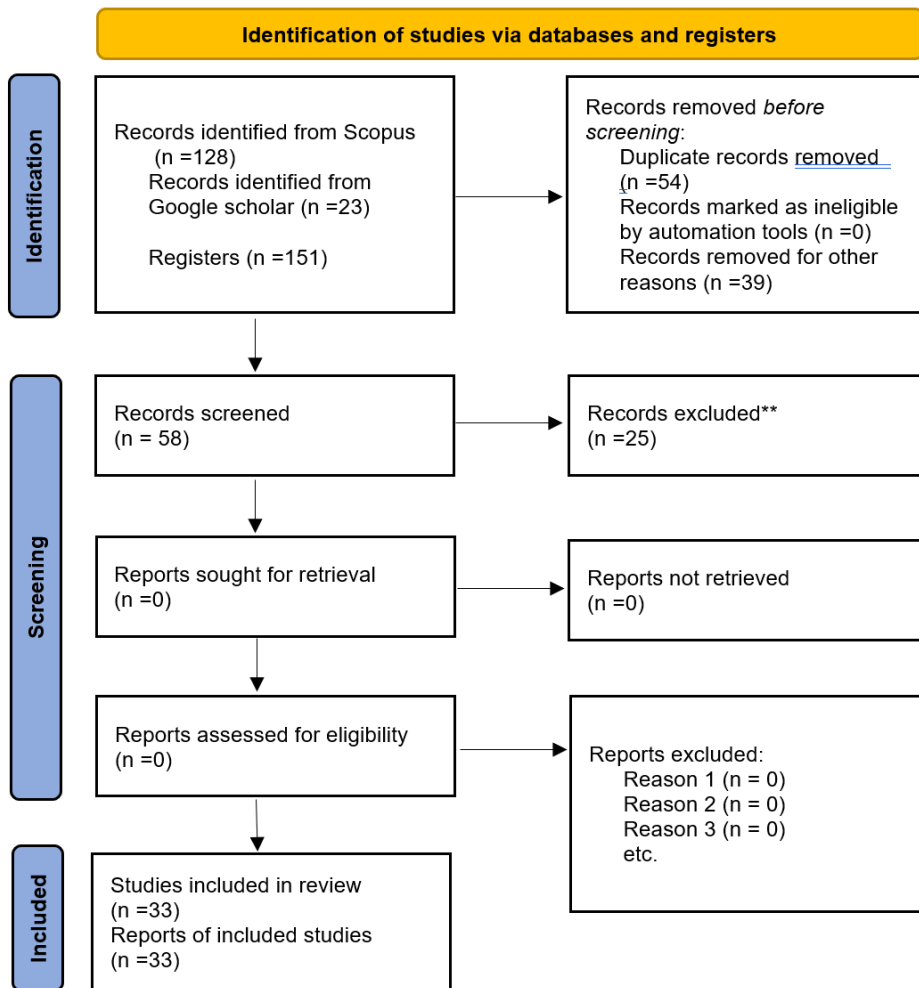 Identification of studies via databases and registers
Identification
Records identified from Scopus
(n =128)
Records identified from
Google scholar (n =23)
Registers (n =151)
Records removed before
screening:
Duplicate records removed
(n =54)
Records marked as ineligible
by automation tools (n =0)
Records removed for other
reasons (n =39)
Screening
Records screened
(n = 58)
Records excluded**
(n =25)
Reports sought for retrieval
(n =0)
Reports not retrieved
(n =0)
Reports assessed for eligibility
(n =0)
Reports excluded:
Reason 1 (n = 0)
Reason 2 (n = 0)
Reason 3 (n = 0)
etc.
Included
Studies included in review
(n =33)
Reports of included studies
(n =33)